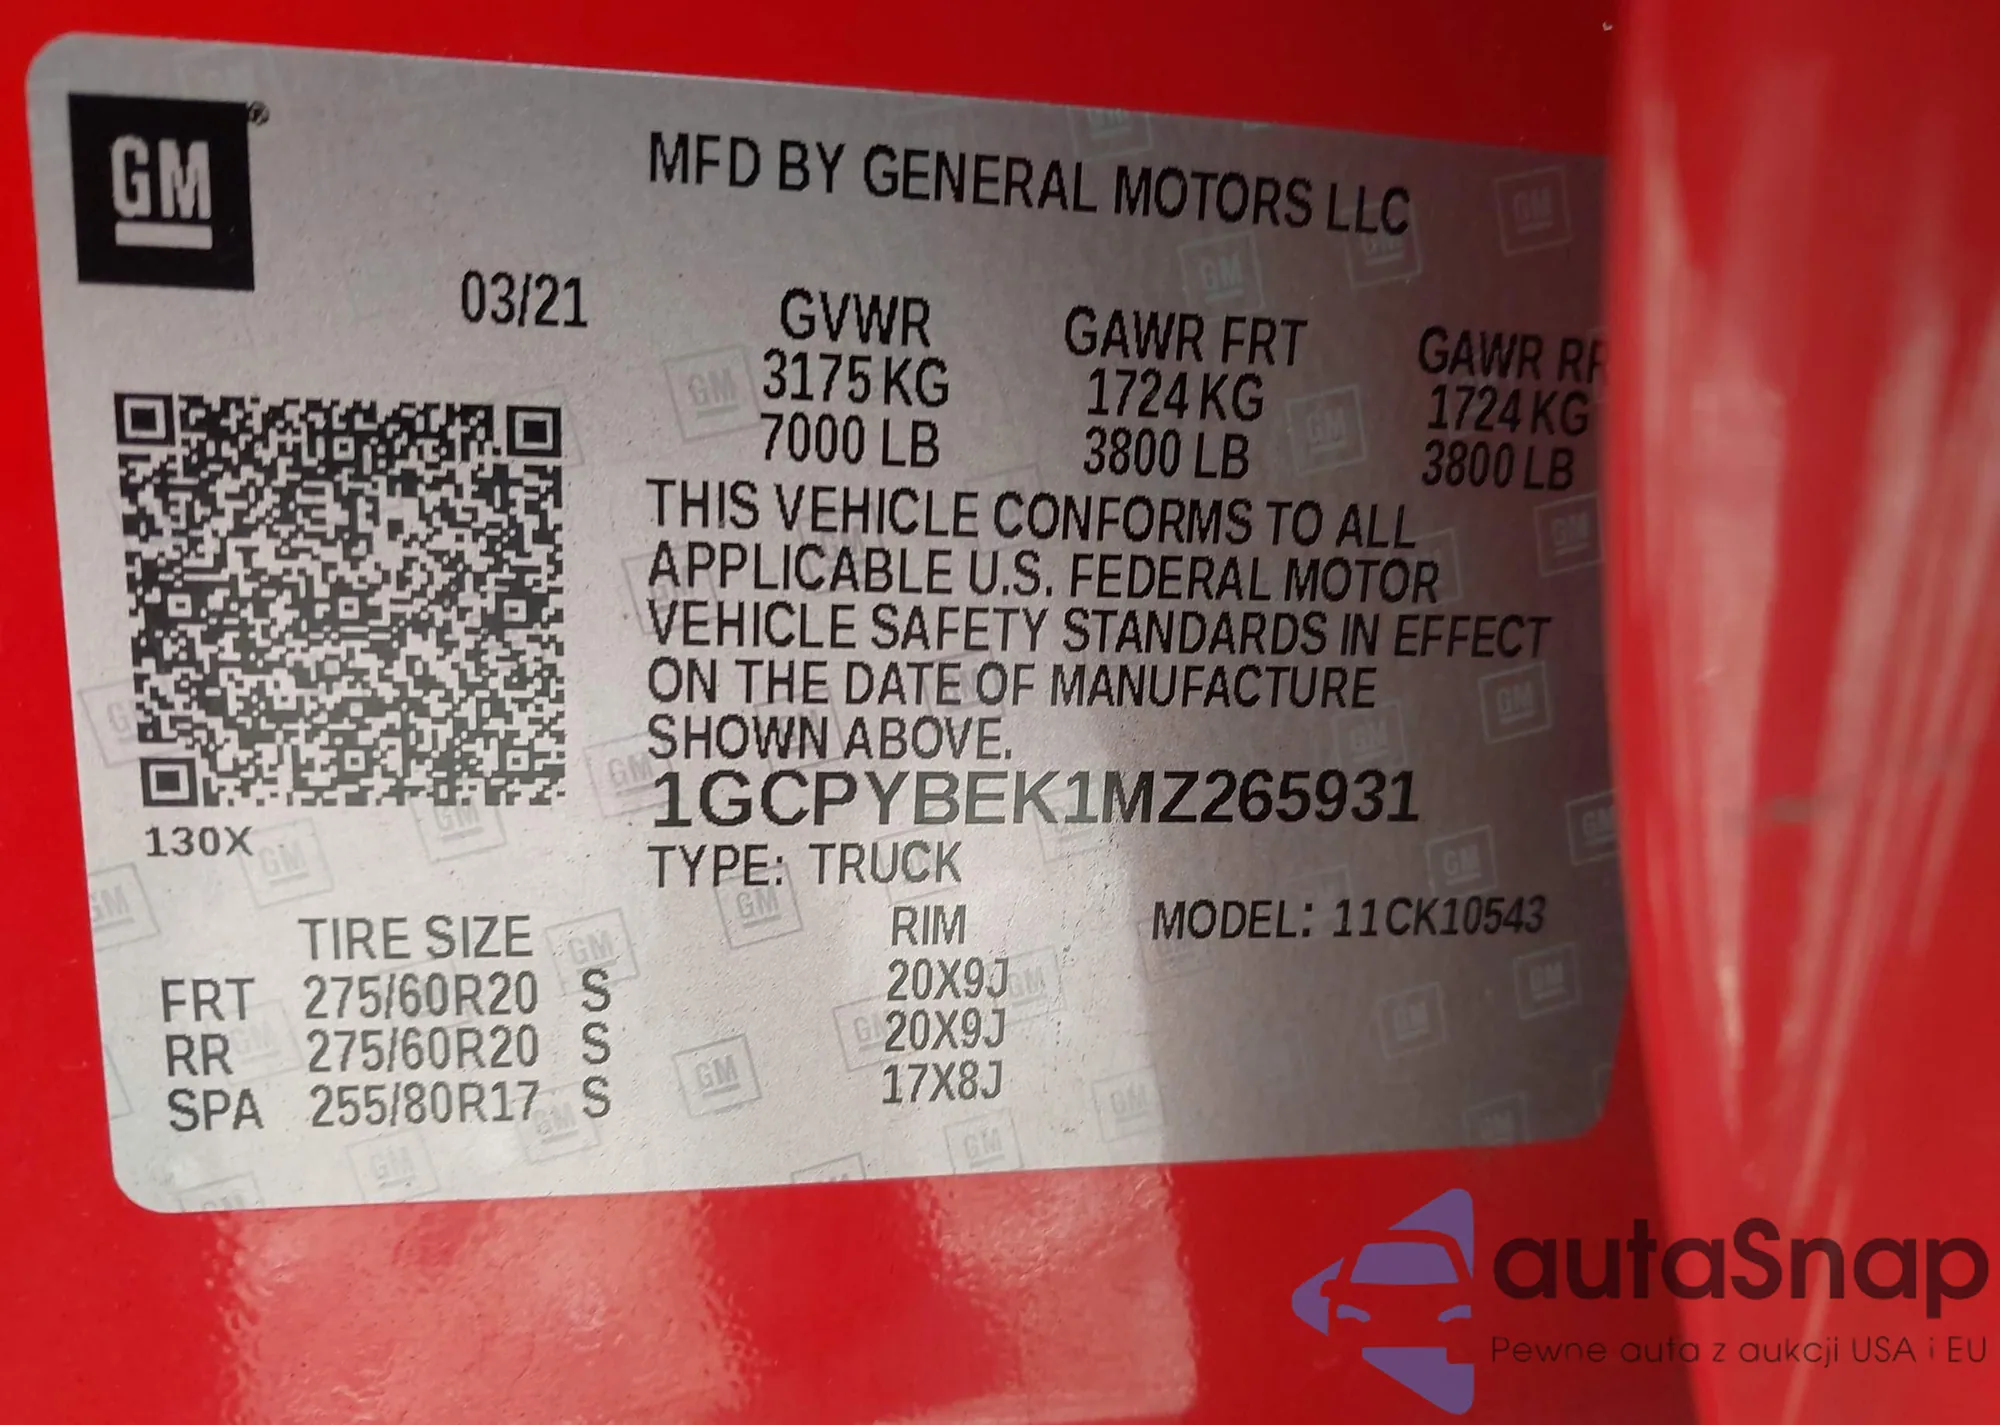 GM®
MFD BY GENERAL MOTORS LLC
03/21
GVWR GAWR FRT GAWR RR
3175 KG 1724 KG 1724 KG
7000 LB 3800 LB 3800 LB
THIS VEHICLE CONFORMS TO ALL
APPLICABLE U.S. FEDERAL MOTOR
VEHICLE SAFETY STANDARDS IN EFFECT
ON THE DATE OF MANUFACTURE
SHOWN ABOVE.
1GCPYBEK1MZ265931
130X
TYPE: TRUCK
TIRE SIZE RIM MODEL: 11CK10543
FRT 275/60R20 S 20X9J
RR 275/60R20 S 20X9J
SPA 255/80R17 S 17X8J
autaSnap
Pewne auta z aukcji USA i EU